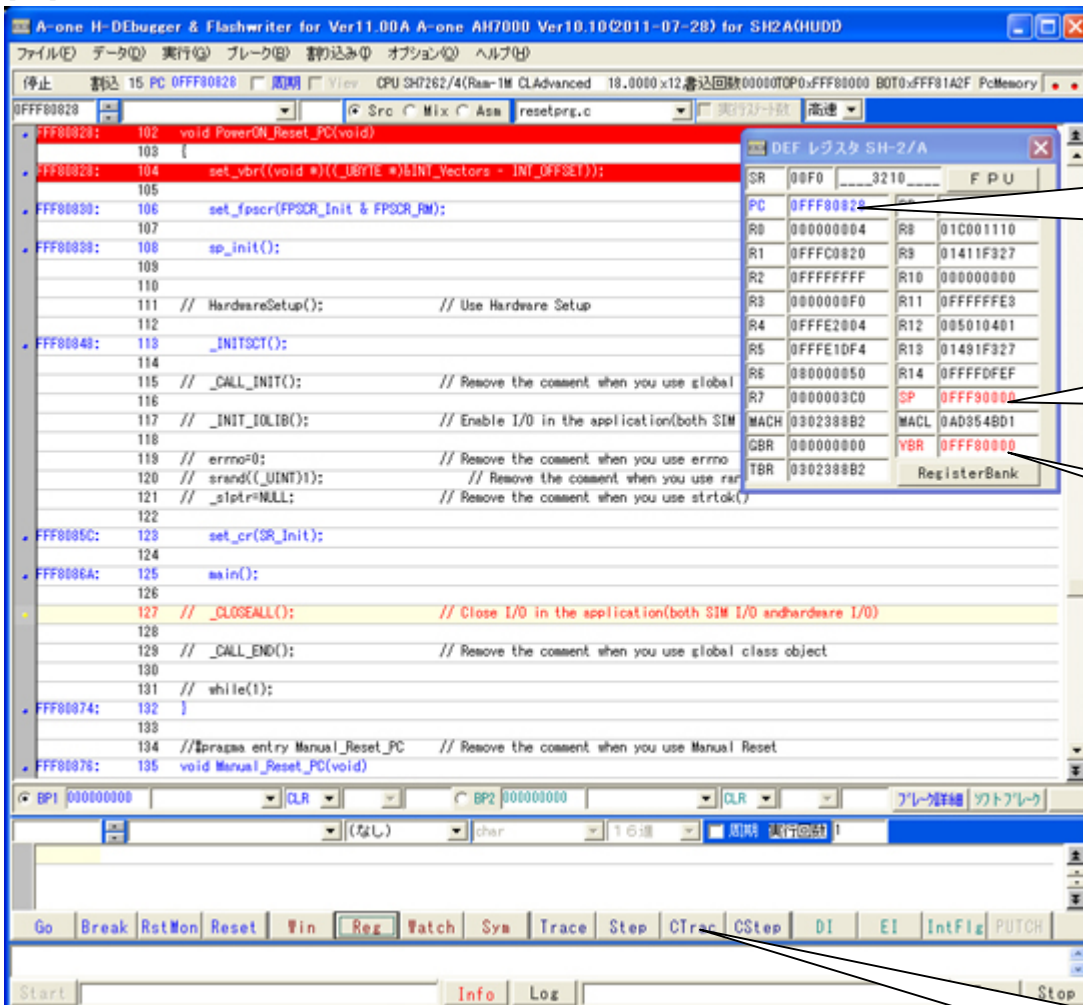 A-one H-DEbugger & Flashwriter for Ver11.00A A-one AH7000 Ver10.10(2011-07-28) for SH2A(HUDI)
ファイル(F) データ(D) 実行(G) ブレーク(B) 割り込み(I) オプション(O) ヘルプ(H)
停止 割込 15 PC 0FFF80828 周期 View CPU SH7262/4(Ram-1M CLAdvanced 18.0000 x12,書込回数00000TOP0xFFF80000 BOT0xFFF81A2F PcMemory
0FFF80828 Src Mix Asm resetprg.c 実行ステート数 高速
FFF80828: 102 void PowerON_Reset_PC(void)
103 {
FFF80828: 104 set_vbr((void *)((_UBYTE *)&INT_Vectors - INT_OFFSET));
105
FFF80830: 106 set_fpscr(FPSCR_Init & FPSCR_RM);
107
FFF80838: 108 sp_init();
109
110
111 // HardwareSetup(); // Use Hardware Setup
112
FFF80848: 113 _INITSCT();
114
115 // _CALL_INIT(); // Remove the comment when you use global
116
117 // _INIT_IOLIB(); // Enable I/O in the application(both SIM
118
119 // errno=0; // Remove the comment when you use errno
120 // srand((_UINT)1); // Remove the comment when you use ran
121 // _s1ptr=NULL; // Remove the comment when you use strtok()
122
FFF8085C: 123 set_cr(SR_Init);
124
FFF8086A: 125 main();
126
127 // _CLOSEALL(); // Close I/O in the application(both SIM I/O andhardware I/O)
128
129 // _CALL_END(); // Remove the comment when you use global class object
130
131 // while(1);
FFF80874: 132 }
133
134 //#pragma entry Manual_Reset_PC // Remove the comment when you use Manual Reset
FFF80876: 135 void Manual_Reset_PC(void)
DEF レジスタ SH-2/A
SR 00F0 ____3210____ FPU
PC 0FFF80828
R0 000000004 R8 01C001110
R1 0FFFC0820 R9 01411F327
R2 0FFFFFFFF R10 000000000
R3 0000000F0 R11 0FFFFFFE3
R4 0FFFE2004 R12 005010401
R5 0FFFE1DF4 R13 01491F327
R6 080000050 R14 0FFFFDFEF
R7 0000003C0 SP 0FFF90000
MACH 0302388B2 MACL 0AD354BD1
GBR 000000000 VBR 0FFF80000
TBR 0302388B2 RegisterBank
BP1 000000000 CLR BP2 000000000 CLR ブレーク詳細 ソフトブレーク
(なし) char 16進 周期 実行回数 1
Go Break RstMon Reset Win Reg Watch Sym Trace Step CTrac CStep DI EI IntFlg PUTCH
Start Info Log Stop